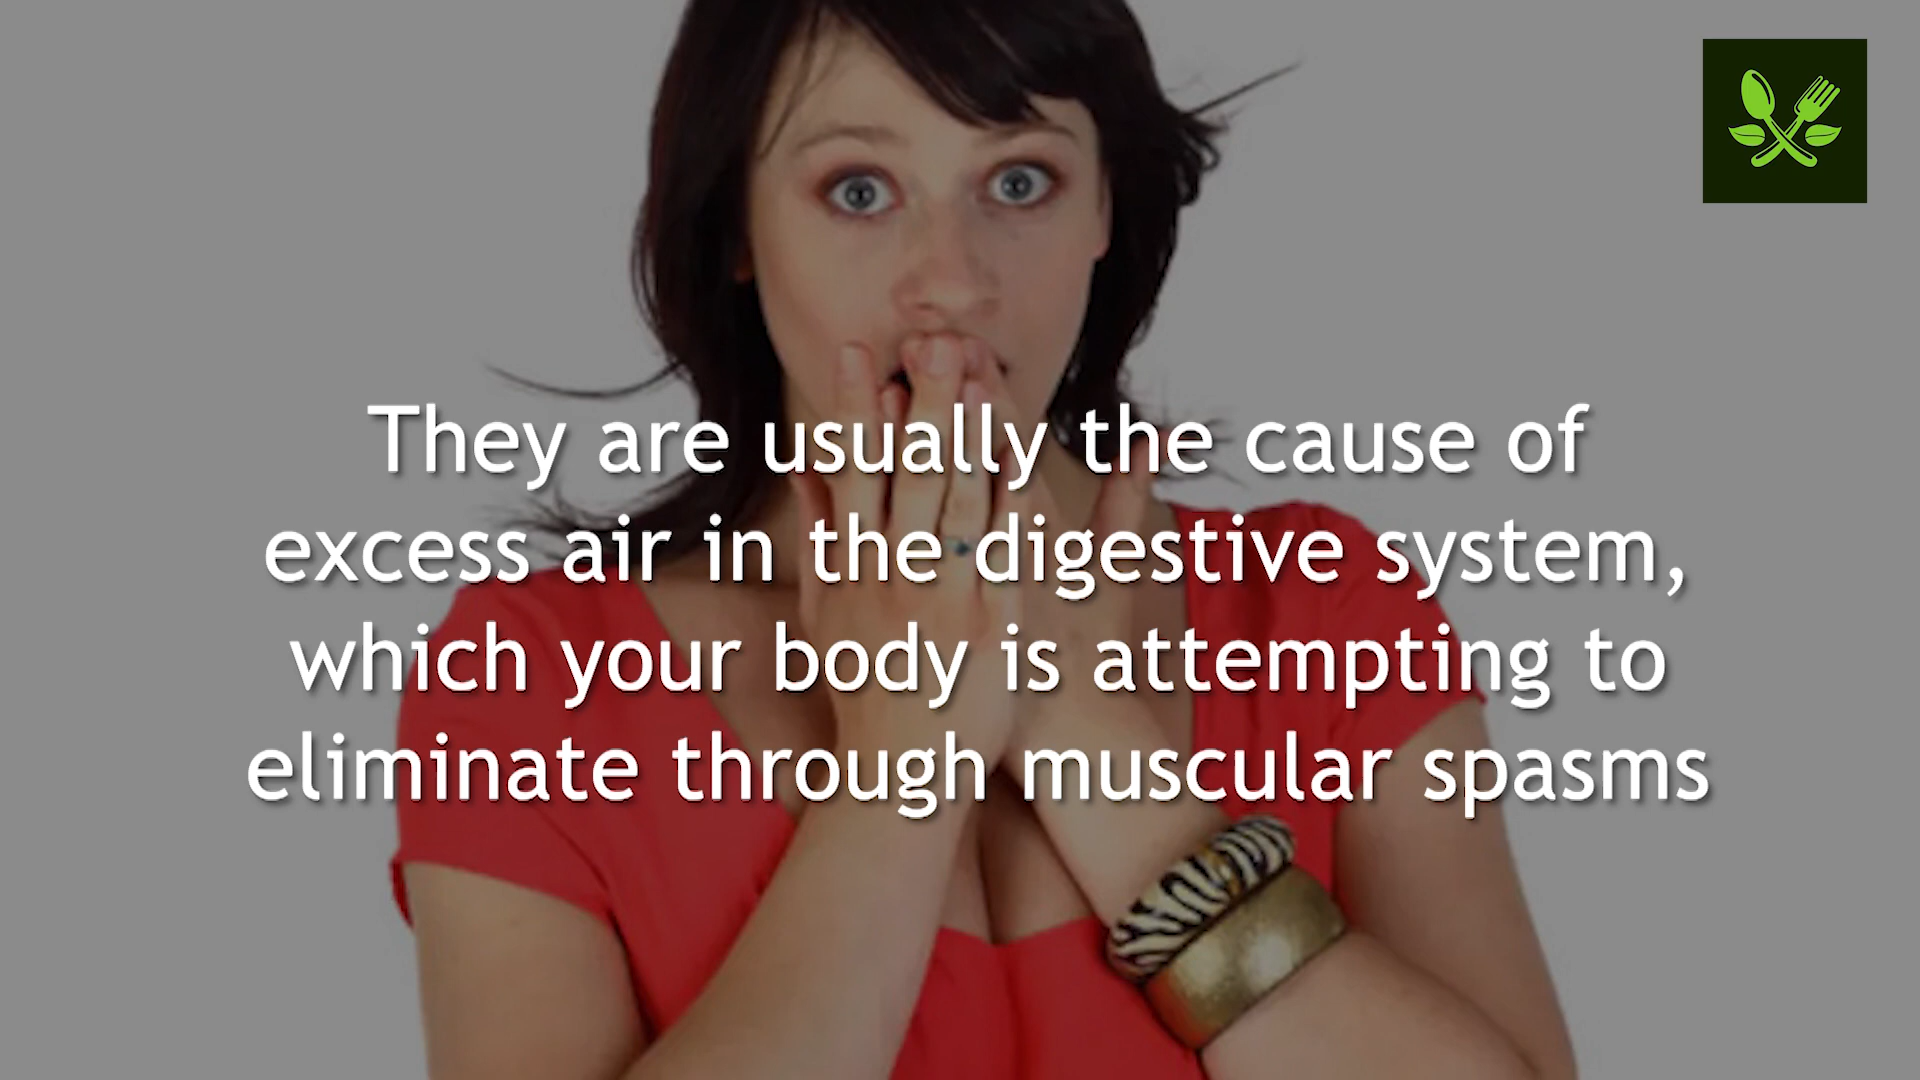 They are usually the cause of
excess air in the digestive system,
which your body is attempting to
eliminate through muscular spasms